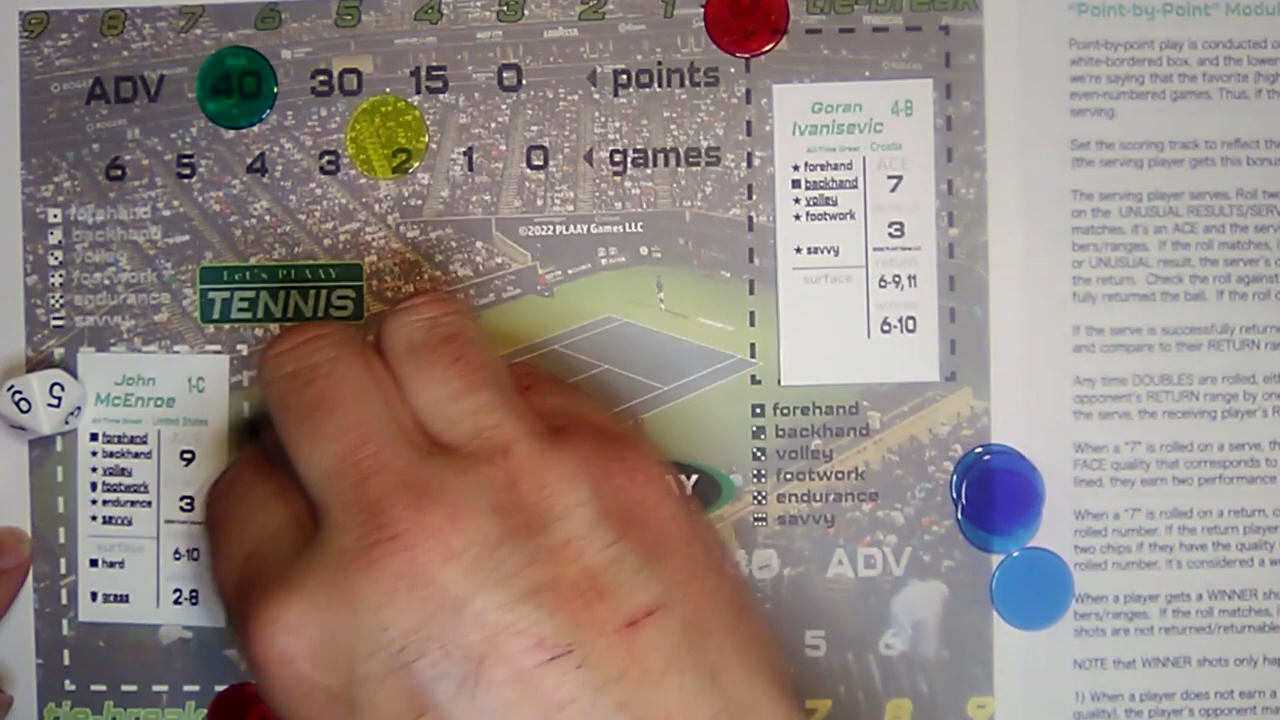 9 8 7 6 5 4 3 2 1 tie-break
ADV 40 30 15 0 points
6 5 4 3 2 1 0 games
©2022 PLAAY Games LLC
forehand
backhand
volley
footwork
endurance
savvy
Let's PLAAY
TENNIS
Goran 4-B
Ivanisevic
All-Time Great Croatia
forehand ACE
backhand 7
volley
footwork
3
savvy
return
surface 6-9, 11
6-10
John 1-C
McEnroe
All-Time Great United States
forehand
backhand 9
volley
footwork
endurance 3
savvy
surface 6-10
hard
grass 2-8
5 9
forehand
backhand
volley
footwork
endurance
savvy
AY
ADV
5 6
7 8 9
tie-break
"Point-by-Point" Modul
Point-by-point play is conducted
white-bordered box, and the lower
we're saying that the favorite (hig
even-numbered games. Thus, if th
serving.
Set the scoring track to reflect the
(the serving player gets this bonu
The serving player serves. Roll tw
on the UNUSUAL RESULTS/SER
matches, it's an ACE and the serv
bers/ranges. If the roll matches,
or UNUSUAL result, the server's
the return. Check the roll against
fully returned the ball. If the roll
If the serve is successfully return
and compare to their RETURN ra
Any time DOUBLES are rolled, eit
opponent's RETURN range by one
the serve, the receiving player's
When a "7" is rolled on a serve, th
FACE quality that corresponds to
lined, they earn two performance
When a "7" is rolled on a return,
rolled number. If the return player
two chips if they have the quality
rolled number, it's considered a w
When a player gets a WINNER sho
bers/ranges. If the roll matches,
shots are not returned/returnable
NOTE that WINNER shots only ha
1) When a player does not earn a
quality), the player's opponent ma